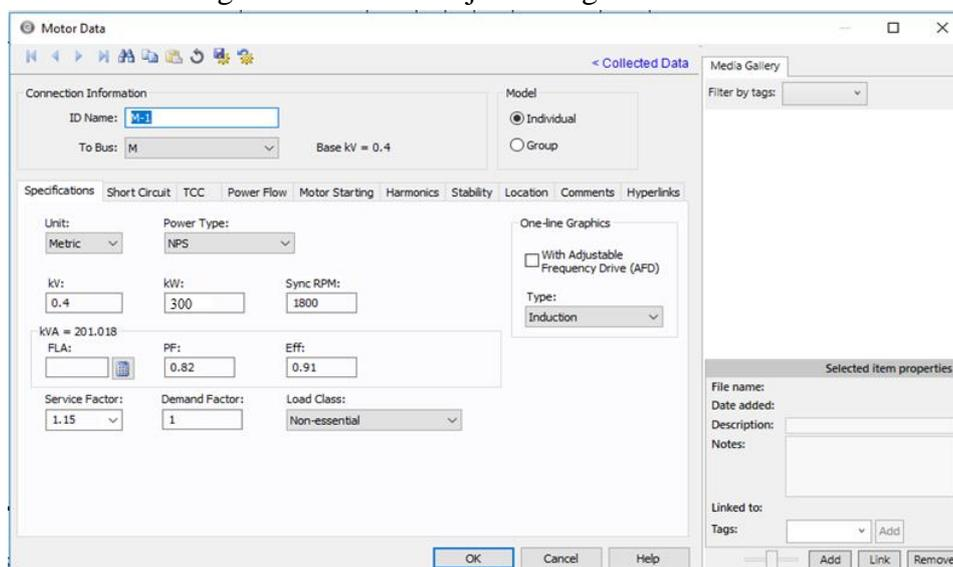 Motor Data
< Collected Data
Connection Information
ID Name: M-1
To Bus: M Base kV = 0.4
Model
Individual
Group
Specifications Short Circuit TCC Power Flow Motor Starting Harmonics Stability Location Comments Hyperlinks
Unit: Power Type:
Metric NPS
kV: kW: Sync RPM:
0.4 300 1800
kVA = 201.018
FLA: PF: Eff:
0.82 0.91
Service Factor: Demand Factor: Load Class:
1.15 1 Non-essential
One-line Graphics
With Adjustable
Frequency Drive (AFD)
Type:
Induction
OK Cancel Help
Media Gallery
Filter by tags:
Selected item properties
File name:
Date added:
Description:
Notes:
Linked to:
Tags: Add
Add Link Remove